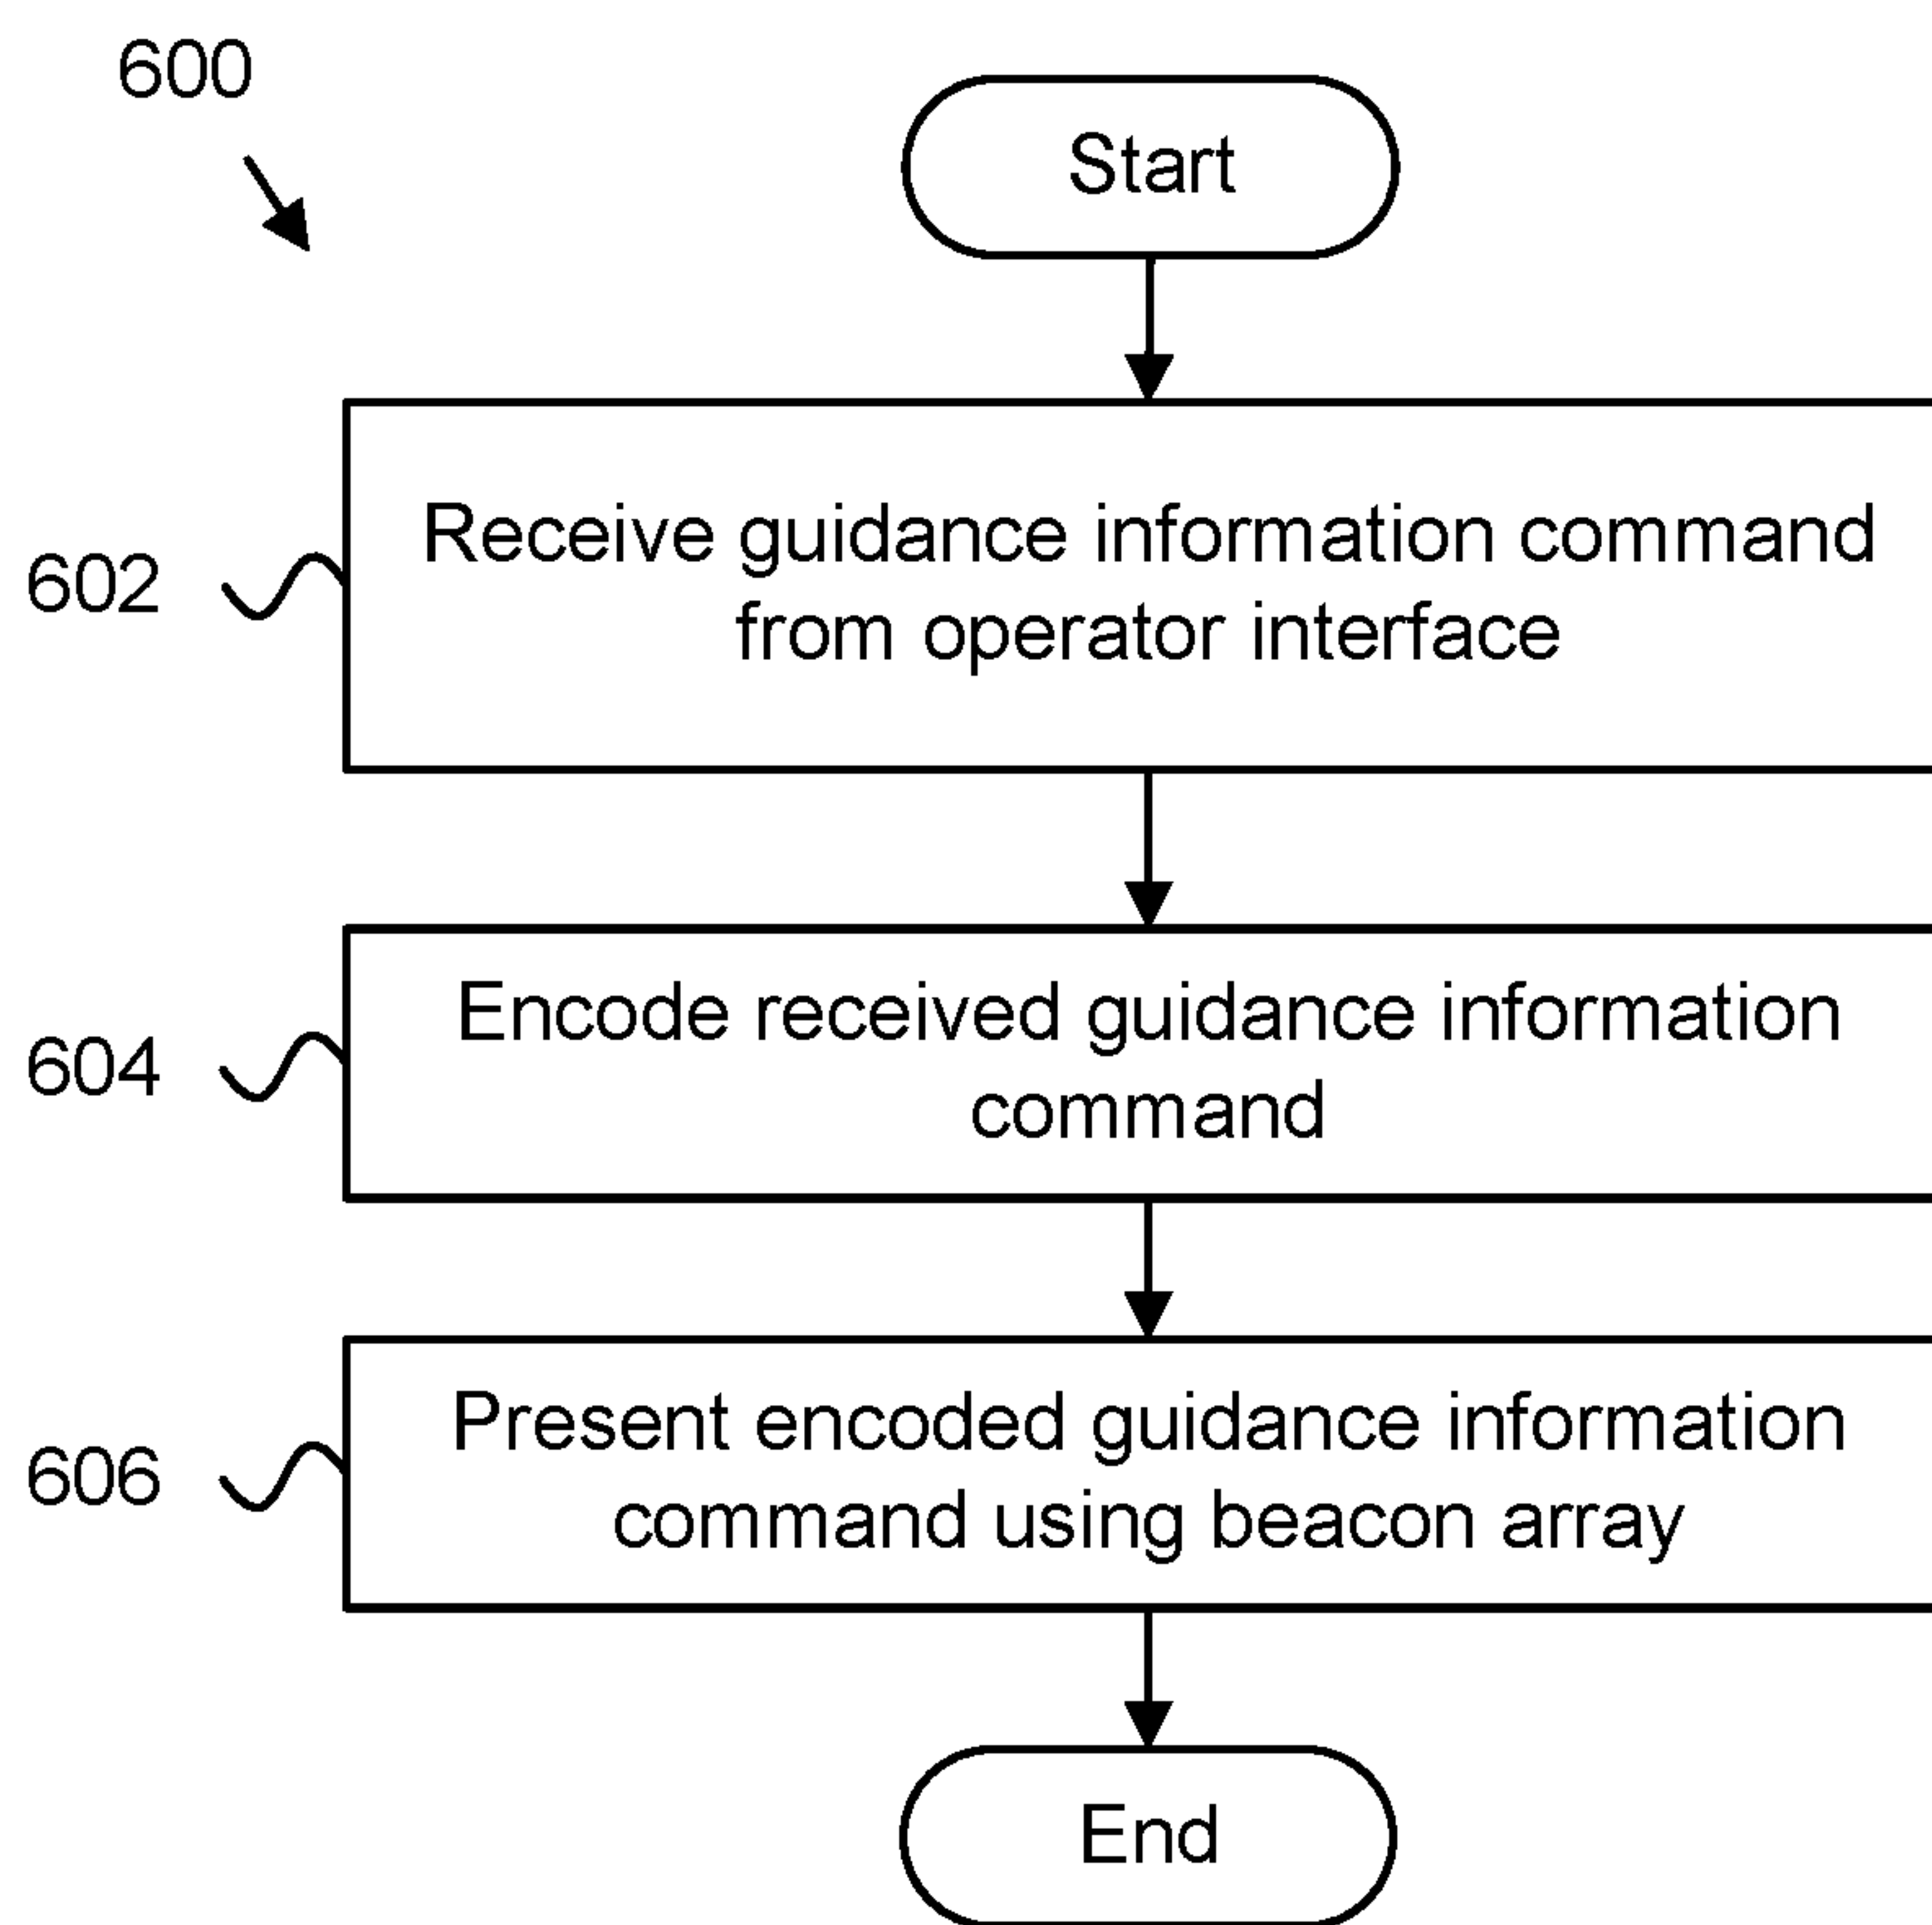 600
Start
Receive guidance information command
from operator interface
602
Encode received guidance information
command
604
Present encoded guidance information
command using beacon array
606
End